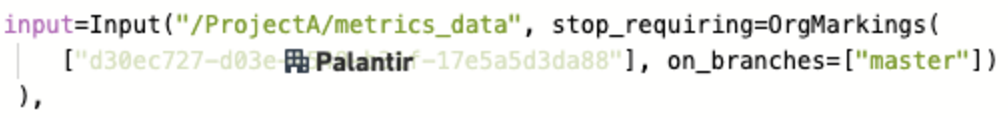 input=Input("/ProjectA/metrics_data", stop_requiring=OrgMarkings(
["d30ec727-d03e- Palantir -17e5a5d3da88"], on_branches=["master"])
),